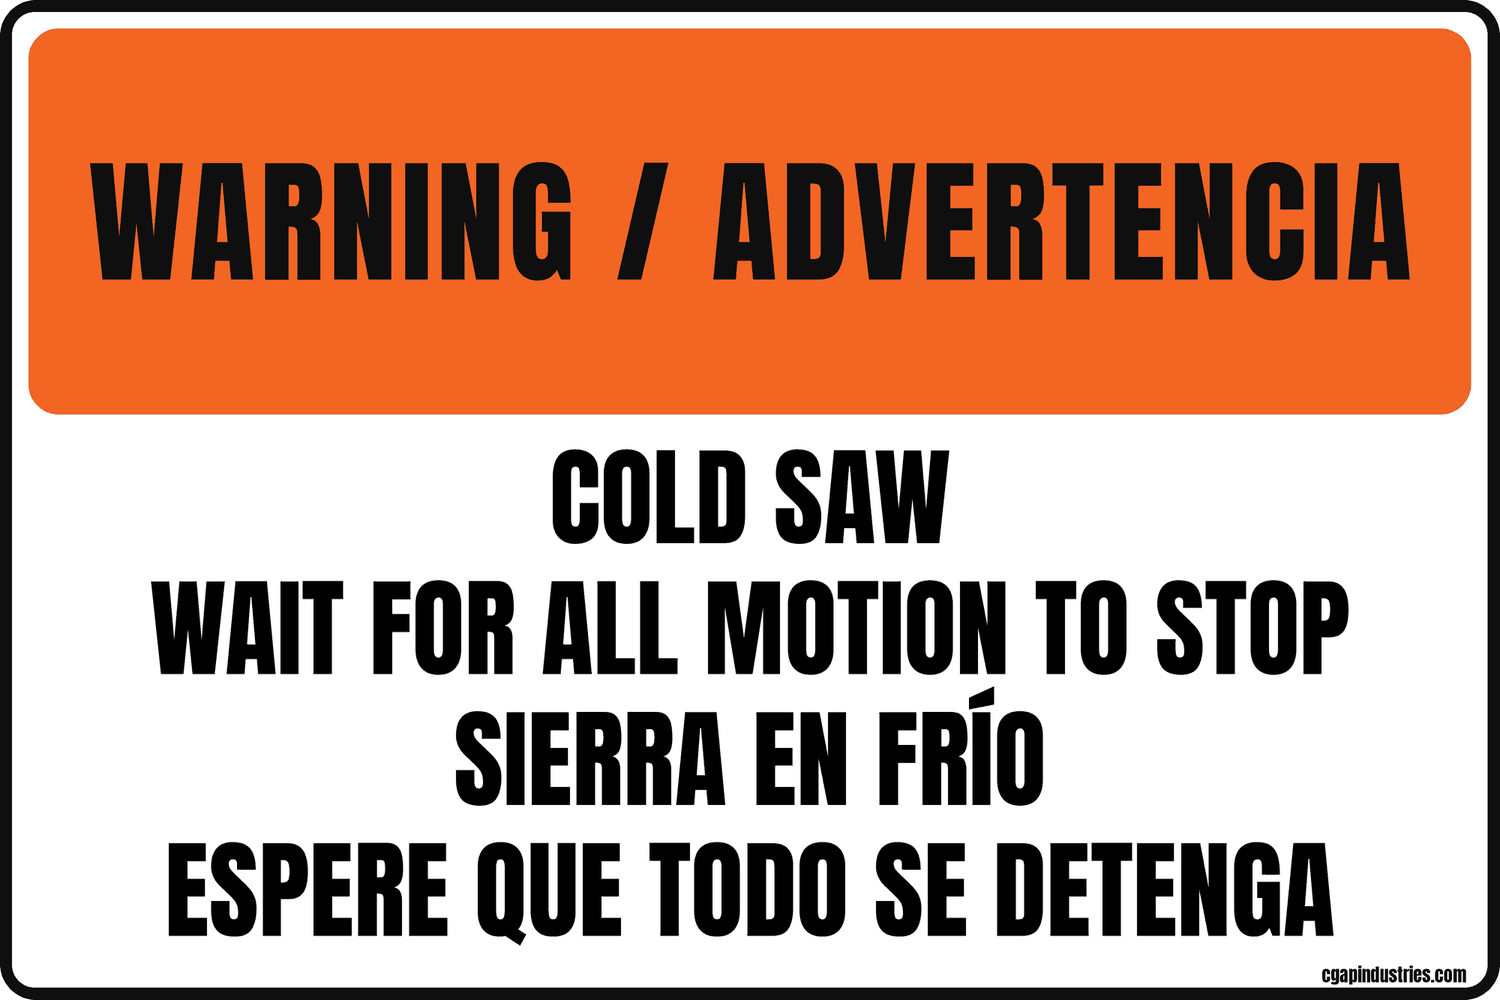 WARNING / ADVERTENCIA
COLD SAW
WAIT FOR ALL MOTION TO STOP
SIERRA EN FRÍO
ESPERE QUE TODO SE DETENGA
cgapindustries.com